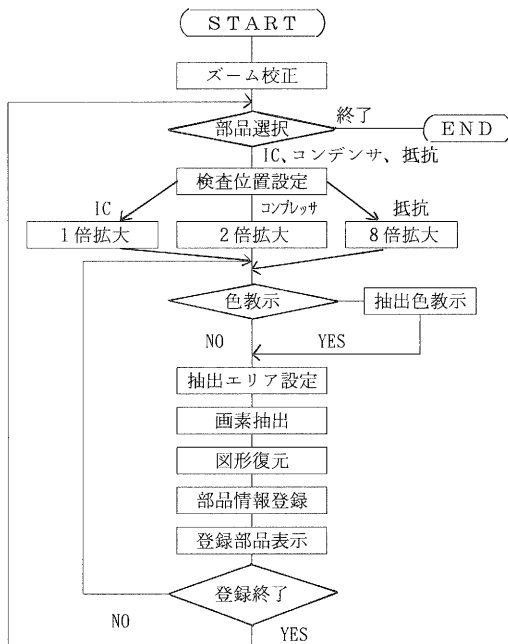 ＳＴＡＲＴ
ズーム校正
部品選択
終了
ＥＮＤ
IC、コンデンサ、抵抗
検査位置設定
IC
コンプレッサ
抵抗
１倍拡大
２倍拡大
８倍拡大
色教示
抽出色教示
NO
YES
抽出エリア設定
画素抽出
図形復元
部品情報登録
登録部品表示
登録終了
NO
YES